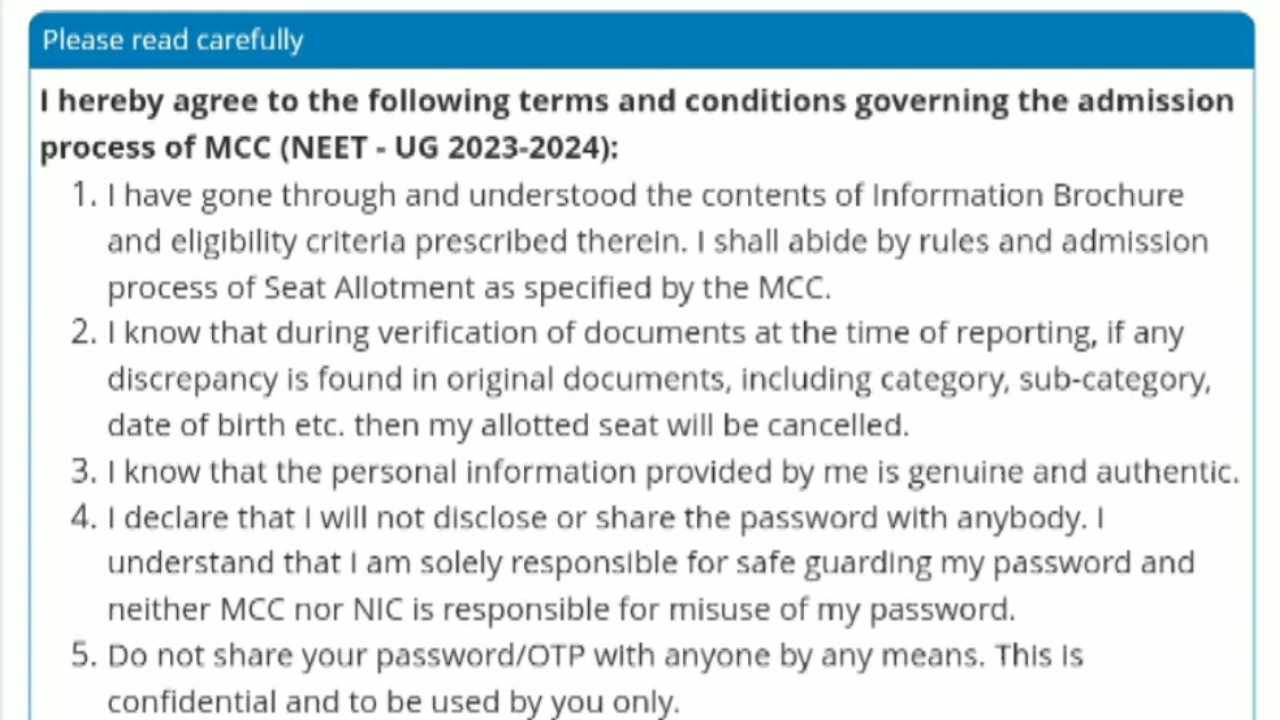 Please read carefully
I hereby agree to the following terms and conditions governing the admission
process of MCC (NEET - UG 2023-2024):
1. I have gone through and understood the contents of Information Brochure
and eligibility criteria prescribed therein. I shall abide by rules and admission
process of Seat Allotment as specified by the MCC.
2. I know that during verification of documents at the time of reporting, if any
discrepancy is found in original documents, including category, sub-category,
date of birth etc. then my allotted seat will be cancelled.
3. I know that the personal information provided by me is genuine and authentic.
4. I declare that I will not disclose or share the password with anybody. I
understand that I am solely responsible for safe guarding my password and
neither MCC nor NIC is responsible for misuse of my password.
5. Do not share your password/OTP with anyone by any means. This is
confidential and to be used by you only.